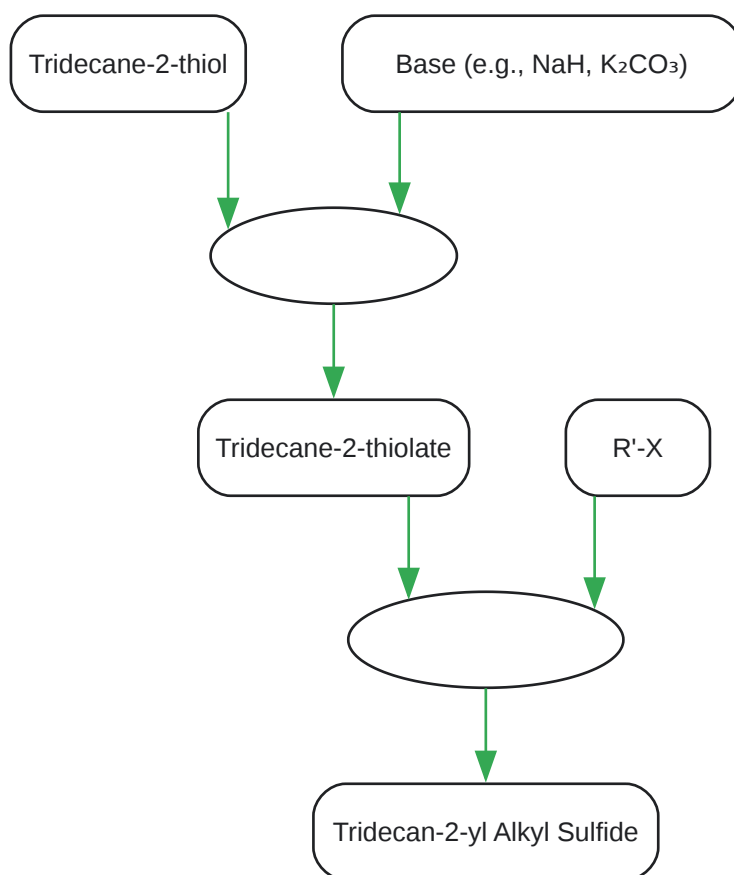 Tridecane-2-thiol
Base (e.g., NaH, K₂CO₃)
Tridecane-2-thiolate
R'-X
Tridecan-2-yl Alkyl Sulfide